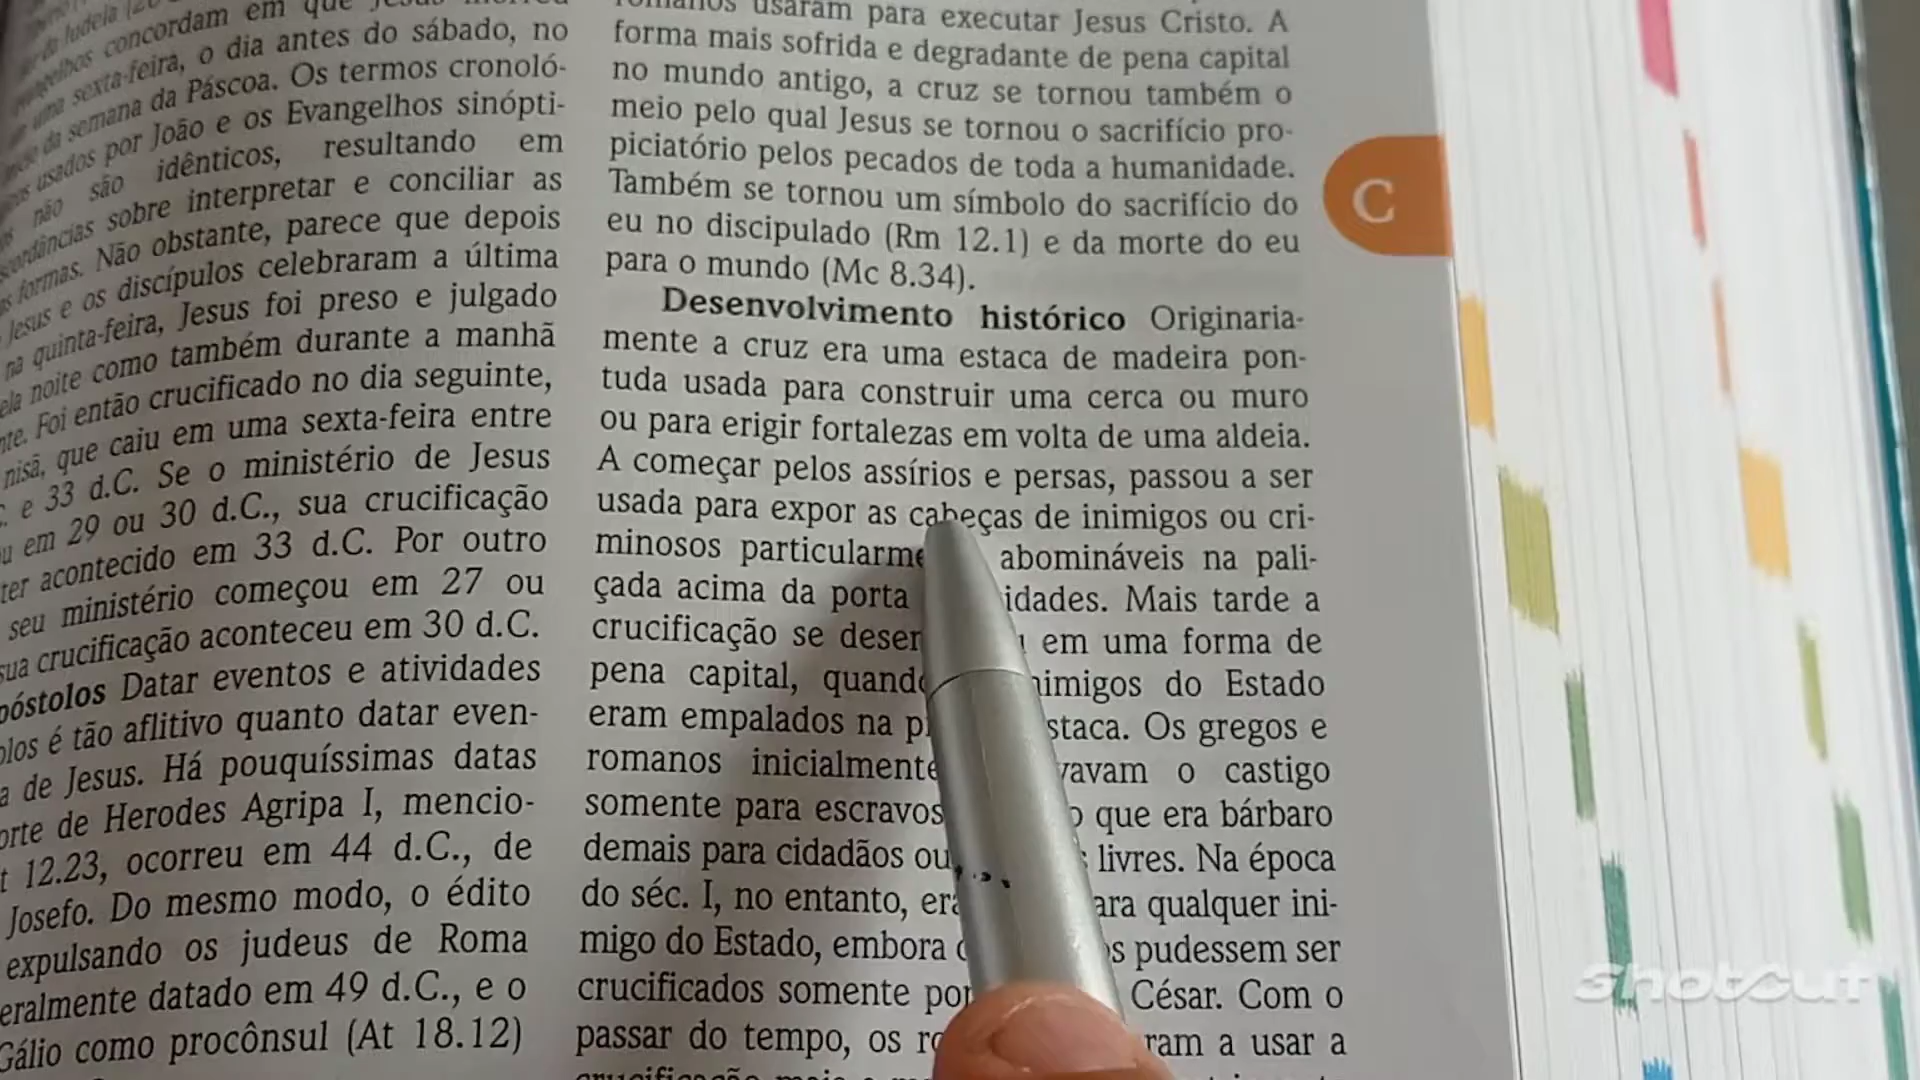 concordam em que
sexta-feira, o dia antes do sábado, no
da semana da Páscoa. Os termos cronoló-
usados por João e os Evangelhos sinópti-
não são idênticos, resultando em
sobre interpretar e conciliar as
formas. Não obstante, parece que depois
Jesus e os discípulos celebraram a última
na quinta-feira, Jesus foi preso e julgado
noite como também durante a manhã
Foi então crucificado no dia seguinte,
nisã, que caiu em uma sexta-feira entre
e 33 d.C. Se o ministério de Jesus
em 29 ou 30 d.C., sua crucificação
ter acontecido em 33 d.C. Por outro
seu ministério começou em 27 ou
sua crucificação aconteceu em 30 d.C.
póstolos Datar eventos e atividades
olos é tão aflitivo quanto datar even-
a de Jesus. Há pouquíssimas datas
orte de Herodes Agripa I, mencio-
t 12.23, ocorreu em 44 d.C., de
Josefo. Do mesmo modo, o édito
expulsando os judeus de Roma
eralmente datado em 49 d.C., e o
Gálio como procônsul (At 18.12)
usaram para executar Jesus Cristo. A
forma mais sofrida e degradante de pena capital
no mundo antigo, a cruz se tornou também o
meio pelo qual Jesus se tornou o sacrifício pro-
piciatório pelos pecados de toda a humanidade.
Também se tornou um símbolo do sacrifício do
eu no discipulado (Rm 12.1) e da morte do eu
para o mundo (Mc 8.34).
Desenvolvimento histórico Originaria-
mente a cruz era uma estaca de madeira pon-
tuda usada para construir uma cerca ou muro
ou para erigir fortalezas em volta de uma aldeia.
A começar pelos assírios e persas, passou a ser
usada para expor as cabeças de inimigos ou cri-
minosos particularme abomináveis na pali-
çada acima da porta idades. Mais tarde a
crucificação se desen em uma forma de
pena capital, quando nimigos do Estado
eram empalados na p staca. Os gregos e
romanos inicialmente vavam o castigo
somente para escravos que era bárbaro
demais para cidadãos ou livres. Na época
do séc. I, no entanto, era ara qualquer ini-
migo do Estado, embora s pudessem ser
crucificados somente por César. Com o
passar do tempo, os ro ram a usar a
C
Shotcut